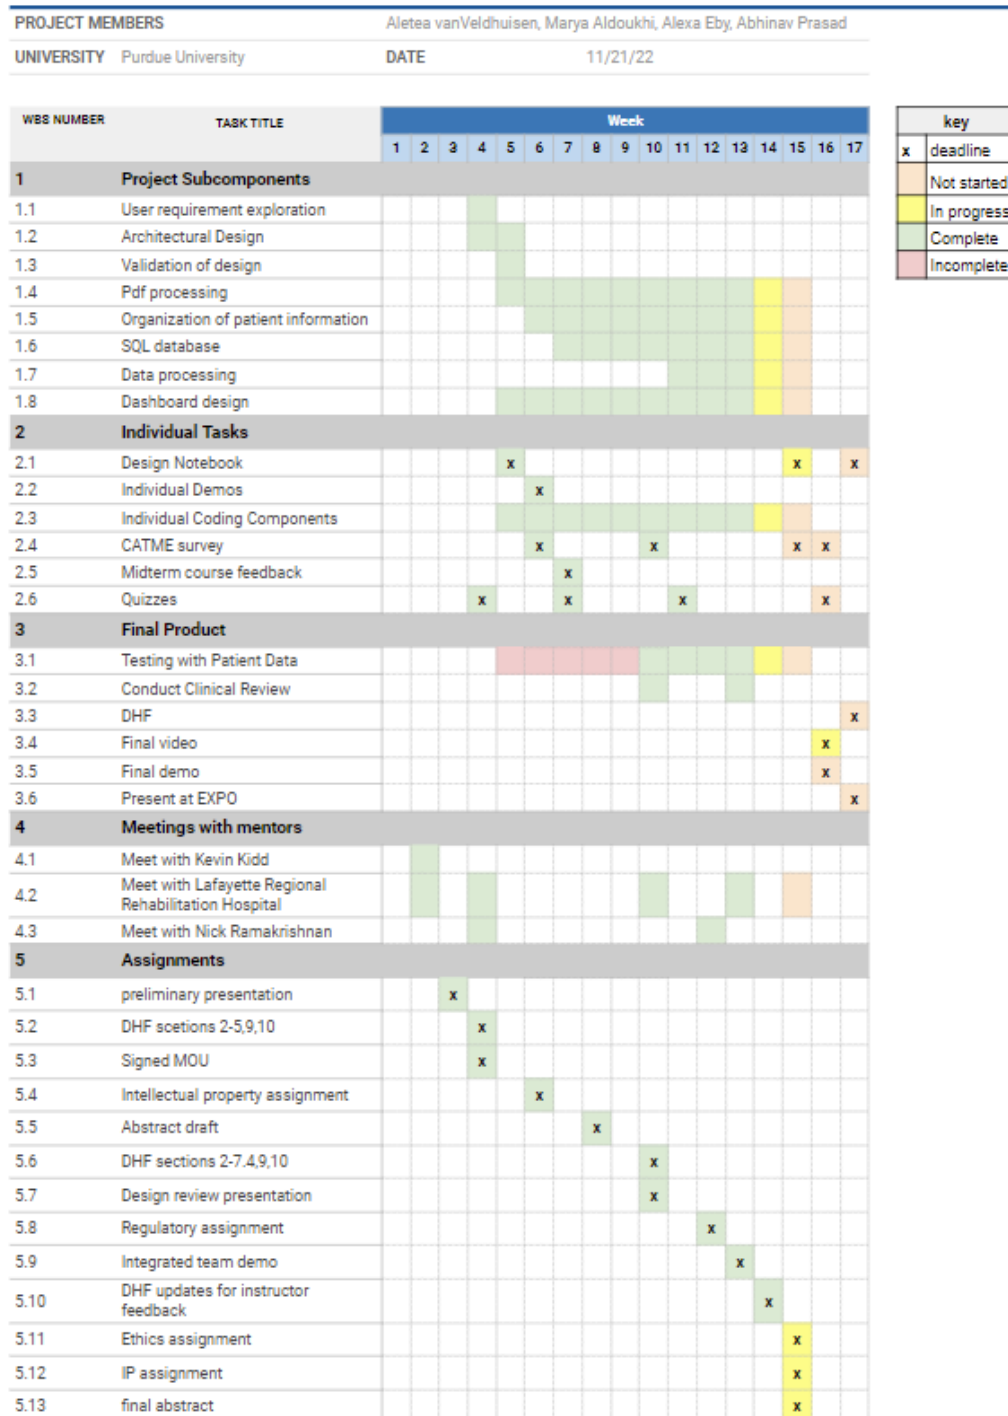 PROJECT MEMBERS Aletea vanVeldhuisen, Marya Aldoukhi, Alexa Eby, Abhinav Prasad
UNIVERSITY Purdue University DATE 11/21/22
WBS NUMBER TASK TITLE Week
1 2 3 4 5 6 7 8 9 10 11 12 13 14 15 16 17
key
x deadline
Not started
In progress
Complete
Incomplete
1 Project Subcomponents
1.1 User requirement exploration
1.2 Architectural Design
1.3 Validation of design
1.4 Pdf processing
1.5 Organization of patient information
1.6 SQL database
1.7 Data processing
1.8 Dashboard design
2 Individual Tasks
2.1 Design Notebook x x x
2.2 Individual Demos x
2.3 Individual Coding Components
2.4 CATME survey x x x x
2.5 Midterm course feedback x
2.6 Quizzes x x x x
3 Final Product
3.1 Testing with Patient Data
3.2 Conduct Clinical Review
3.3 DHF x
3.4 Final video x
3.5 Final demo x
3.6 Present at EXPO x
4 Meetings with mentors
4.1 Meet with Kevin Kidd
4.2 Meet with Lafayette Regional
Rehabilitation Hospital
4.3 Meet with Nick Ramakrishnan
5 Assignments
5.1 preliminary presentation x
5.2 DHF scetions 2-5,9,10 x
5.3 Signed MOU x
5.4 Intellectual property assignment x
5.5 Abstract draft x
5.6 DHF sections 2-7.4,9,10 x
5.7 Design review presentation x
5.8 Regulatory assignment x
5.9 Integrated team demo x
5.10 DHF updates for instructor
feedback x
5.11 Ethics assignment x
5.12 IP assignment x
5.13 final abstract x